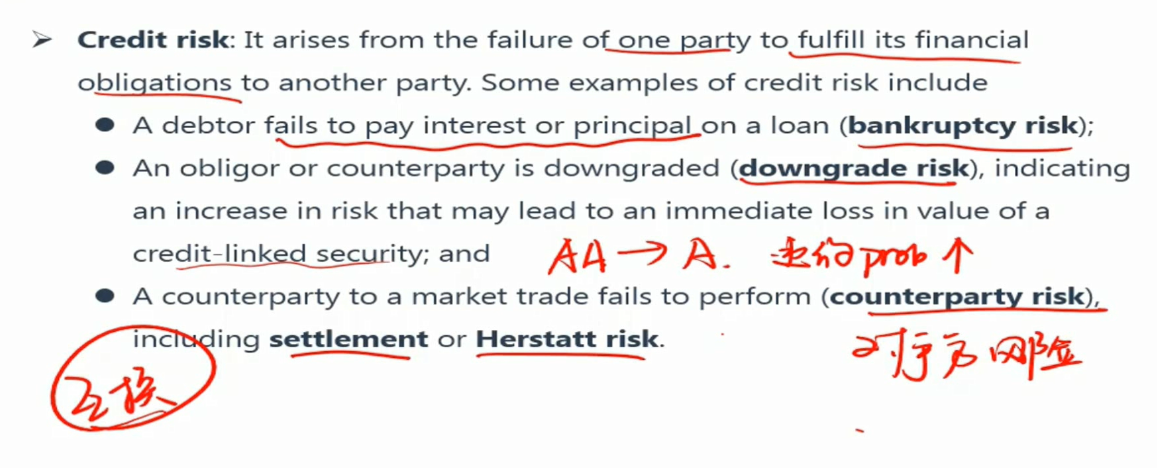 ➤ Credit risk: It arises from the failure of one party to fulfill its financial
obligations to another party. Some examples of credit risk include
● A debtor fails to pay interest or principal on a loan (bankruptcy risk);
● An obligor or counterparty is downgraded (downgrade risk), indicating
an increase in risk that may lead to an immediate loss in value of a
credit-linked security; and
AA → A. 违约prob ↑
● A counterparty to a market trade fails to perform (counterparty risk),
including settlement or Herstatt risk.
对手方风险
互换